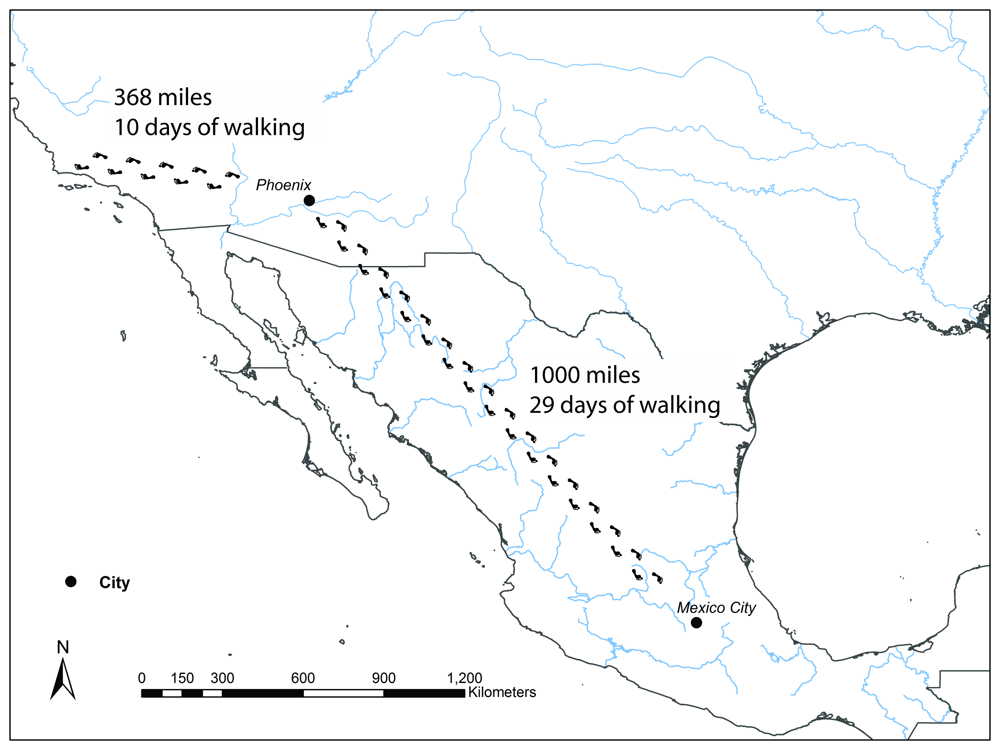 368 miles
10 days of walking
Phoenix
1000 miles
29 days of walking
City
Mexico City
N
0 150 300 600 900 1,200
Kilometers